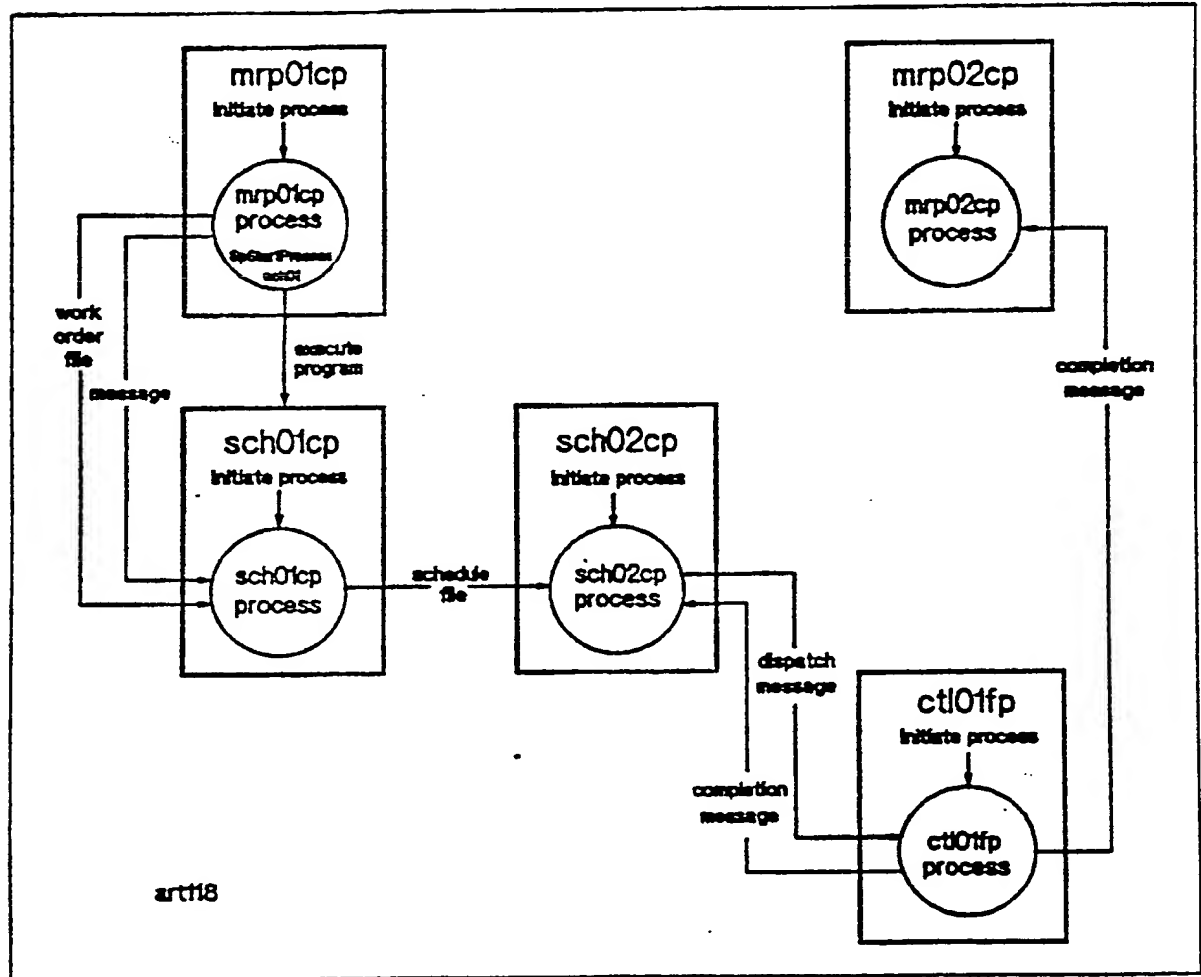 mrp01cp
Initiate process
mrp01cp
process
SpStartProcess
sch01
work
order
file
message
execute
program
mrp02cp
Initiate process
mrp02cp
process
completion
message
sch01cp
Initiate process
sch01cp
process
schedule
file
sch02cp
Initiate process
sch02cp
process
dispatch
message
completion
message
ctl01fp
Initiate process
ctl01fp
process
art118